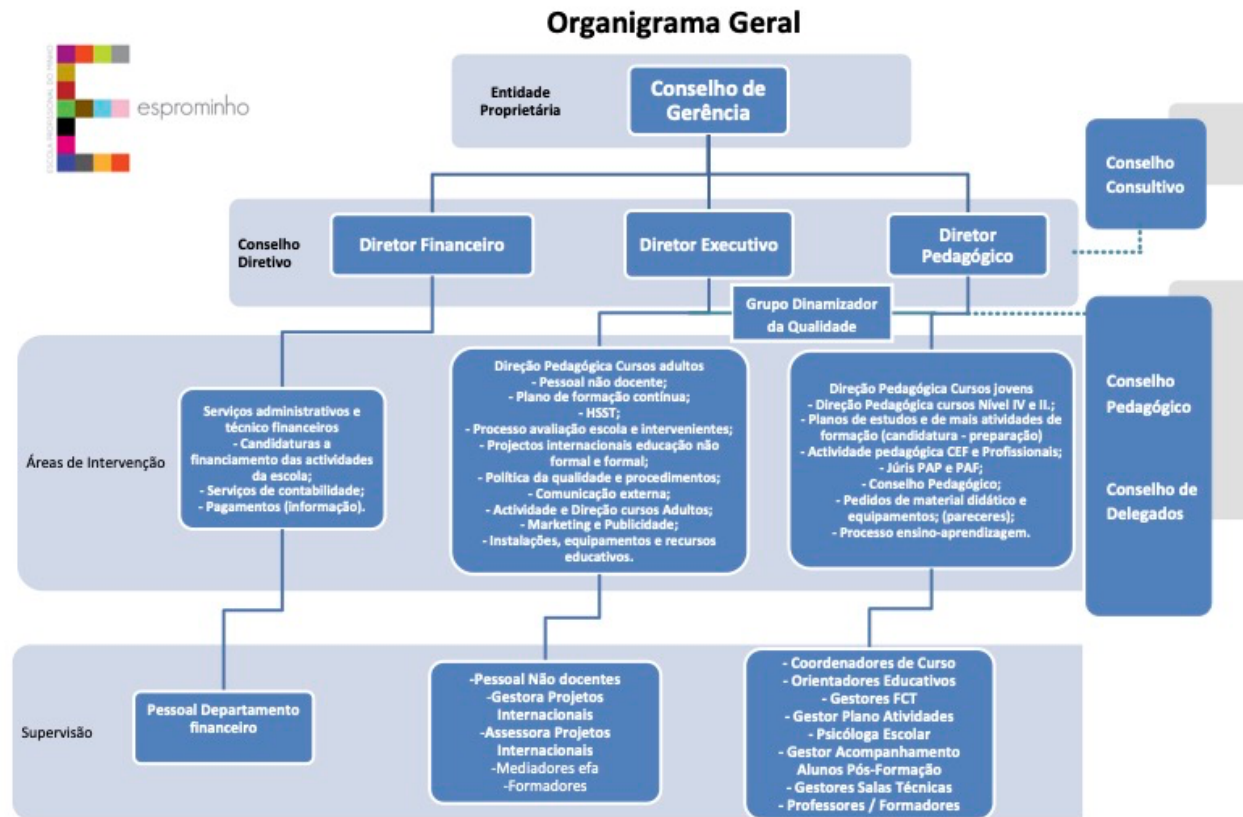 Organigrama Geral
ESCOLA PROFISSIONAL DO MINHO
esprominho
Entidade
Proprietária
Conselho de
Gerência
Conselho
Consultivo
Conselho
Diretivo
Diretor Financeiro
Diretor Executivo
Diretor
Pedagógico
Grupo Dinamizador
da Qualidade
Conselho
Pedagógico
Conselho de
Delegados
Áreas de Intervenção
Serviços administrativos e
técnico financeiros
- Candidaturas a
financiamento das actividades
da escola;
- Serviços de contabilidade;
- Pagamentos (informação).
Direção Pedagógica Cursos adultos
- Pessoal não docente;
- Plano de formação contínua;
- HSST;
- Processo avaliação escola e intervenientes;
- Projectos internacionais educação não
formal e formal;
- Política da qualidade e procedimentos;
- Comunicação externa;
- Actividade e Direção cursos Adultos;
- Marketing e Publicidade;
- Instalações, equipamentos e recursos
educativos.
Direção Pedagógica Cursos jovens
- Direção Pedagógica cursos Nível IV e II.;
- Planos de estudos e de mais atividades de
formação (candidatura - preparação)
- Actividade pedagógica CEF e Profissionais;
- Júris PAP e PAF;
- Conselho Pedagógico;
- Pedidos de material didático e
equipamentos; (pareceres);
- Processo ensino-aprendizagem.
Supervisão
Pessoal Departamento
financeiro
-Pessoal Não docentes
-Gestora Projetos
Internacionais
-Assessora Projetos
Internacionais
-Mediadores efa
-Formadores
- Coordenadores de Curso
- Orientadores Educativos
- Gestores FCT
- Gestor Plano Atividades
- Psicóloga Escolar
- Gestor Acompanhamento
Alunos Pós-Formação
- Gestores Salas Técnicas
- Professores / Formadores